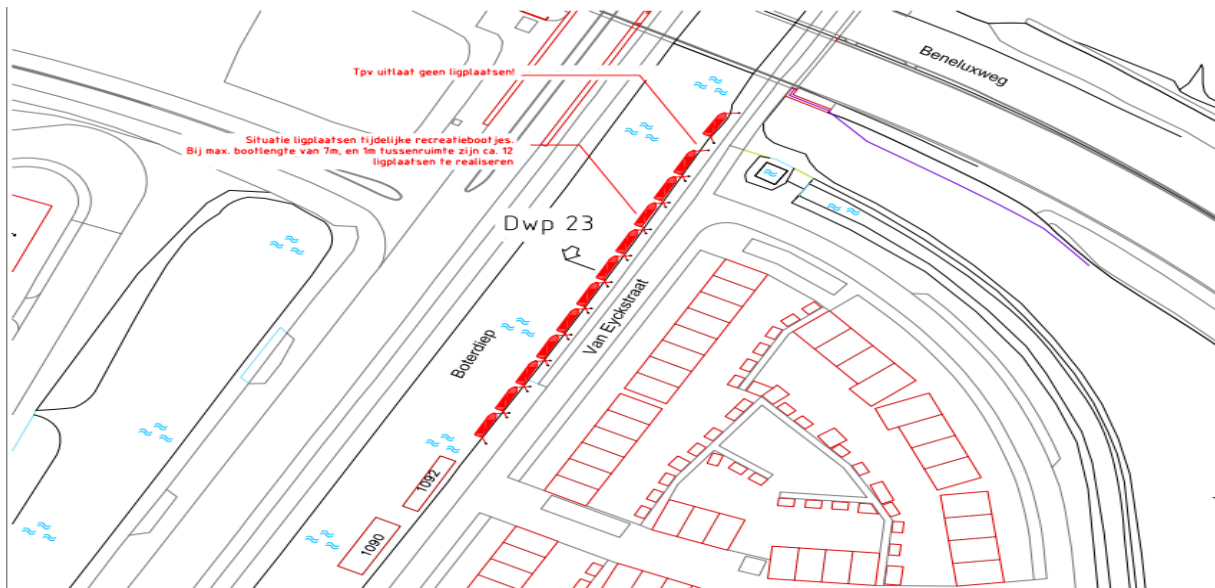 Beneluxweg
Tpv uitlaat geen ligplaatsen!
Situatie ligplaatsen tijdelijke recreatiebootjes.
Bij max. bootlengte van 7m, en 1m tussenruimte zijn ca. 12
ligplaatsen te realiseren
Dwp 23
Van Eyckstraat
Boterdiep
1092
1090